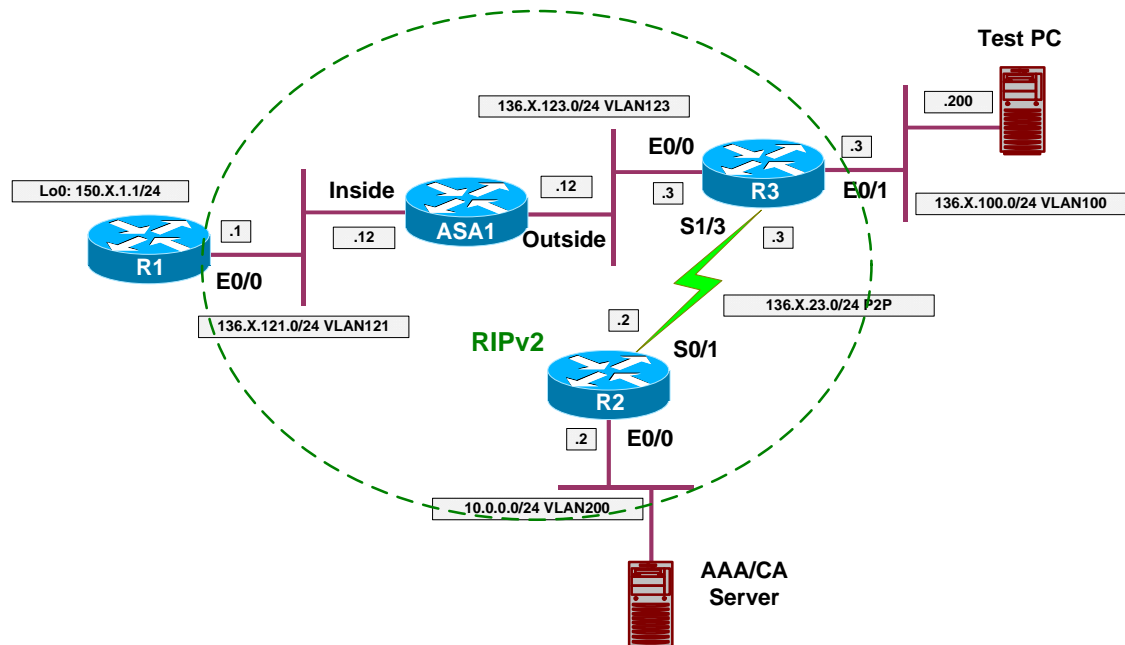 Test PC
136.X.123.0/24 VLAN123
.200
E0/0
.3
Lo0: 150.X.1.1/24
Inside
.12
.3
R3
E0/1
136.X.100.0/24 VLAN100
.1
ASA1
S1/3
.3
R1
.12
Outside
E0/0
136.X.23.0/24 P2P
136.X.121.0/24 VLAN121
.2
RIPv2
S0/1
R2
.2
E0/0
10.0.0.0/24 VLAN200
AAA/CA
Server